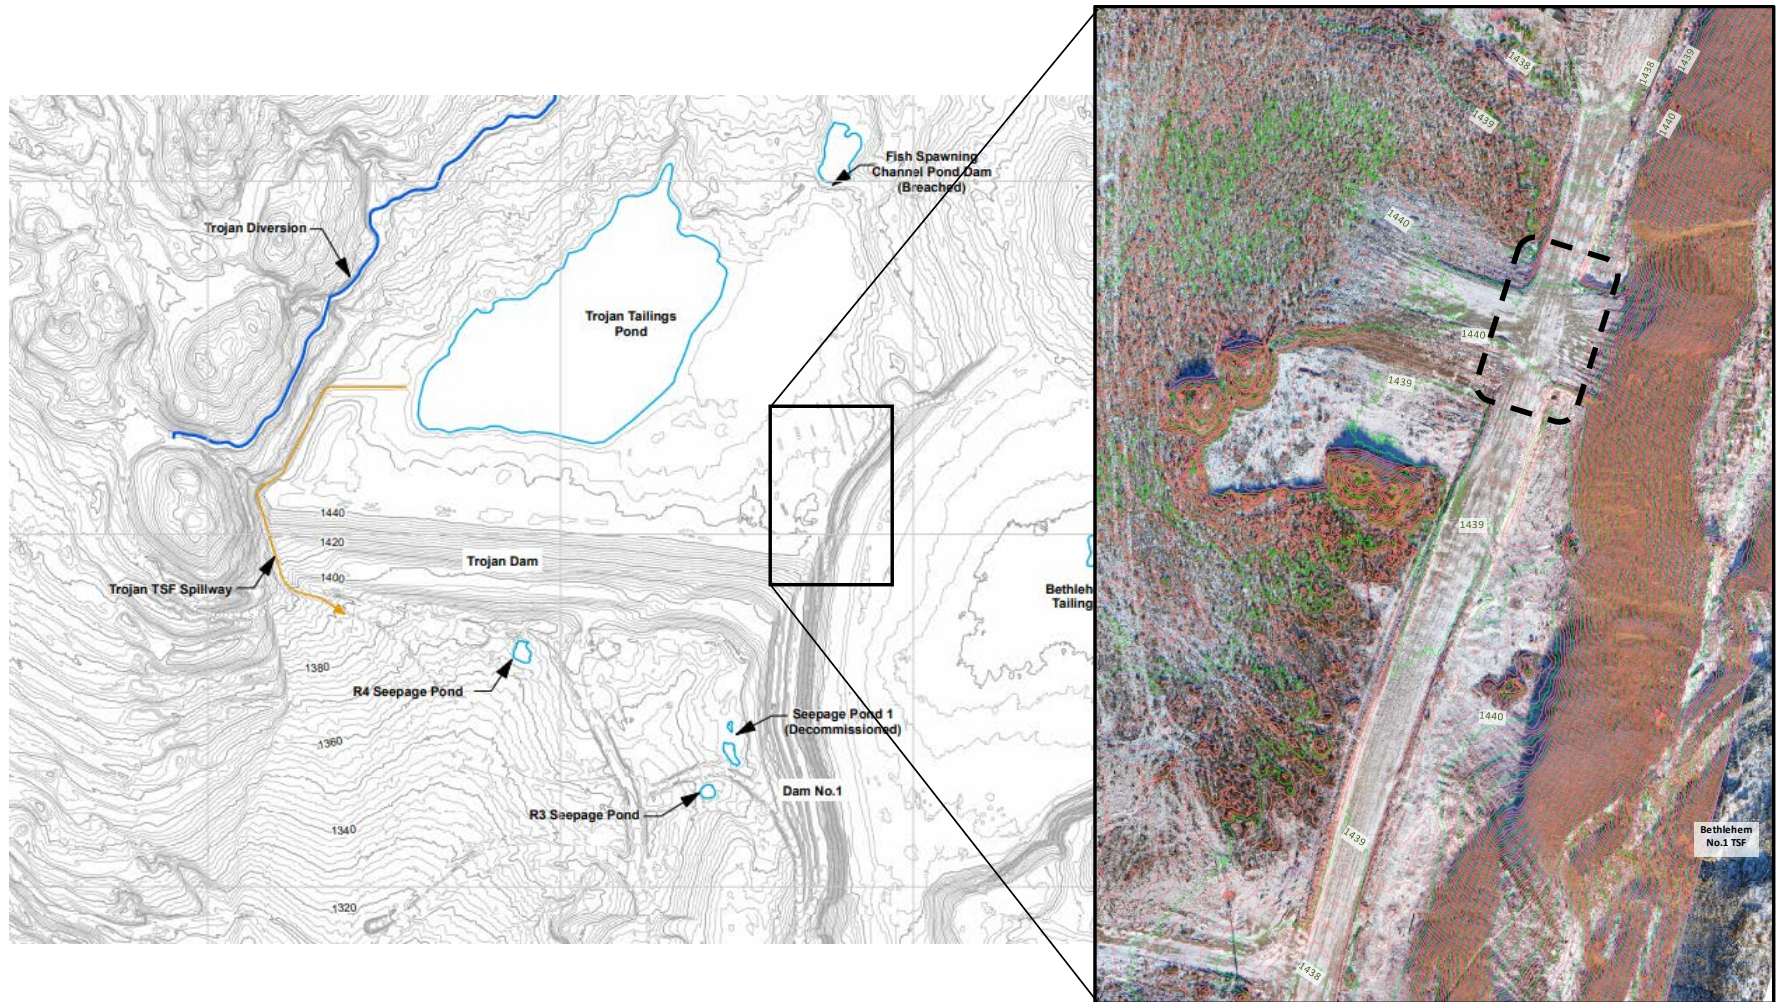 Fish Spawning
Channel Pond Dam
(Breached)
Trojan Diversion
Trojan Tailings
Pond
1440
1420
Trojan Dam
1400
Trojan TSF Spillway
Bethleh
Tailing
1380
R4 Seepage Pond
Seepage Pond 1
(Decommissioned)
1360
Dam No.1
R3 Seepage Pond
1340
1320
1438
1438
1439
1439
1440
1440
1440
1439
1439
1440
1439
Bethlehem
No.1 TSF
1438